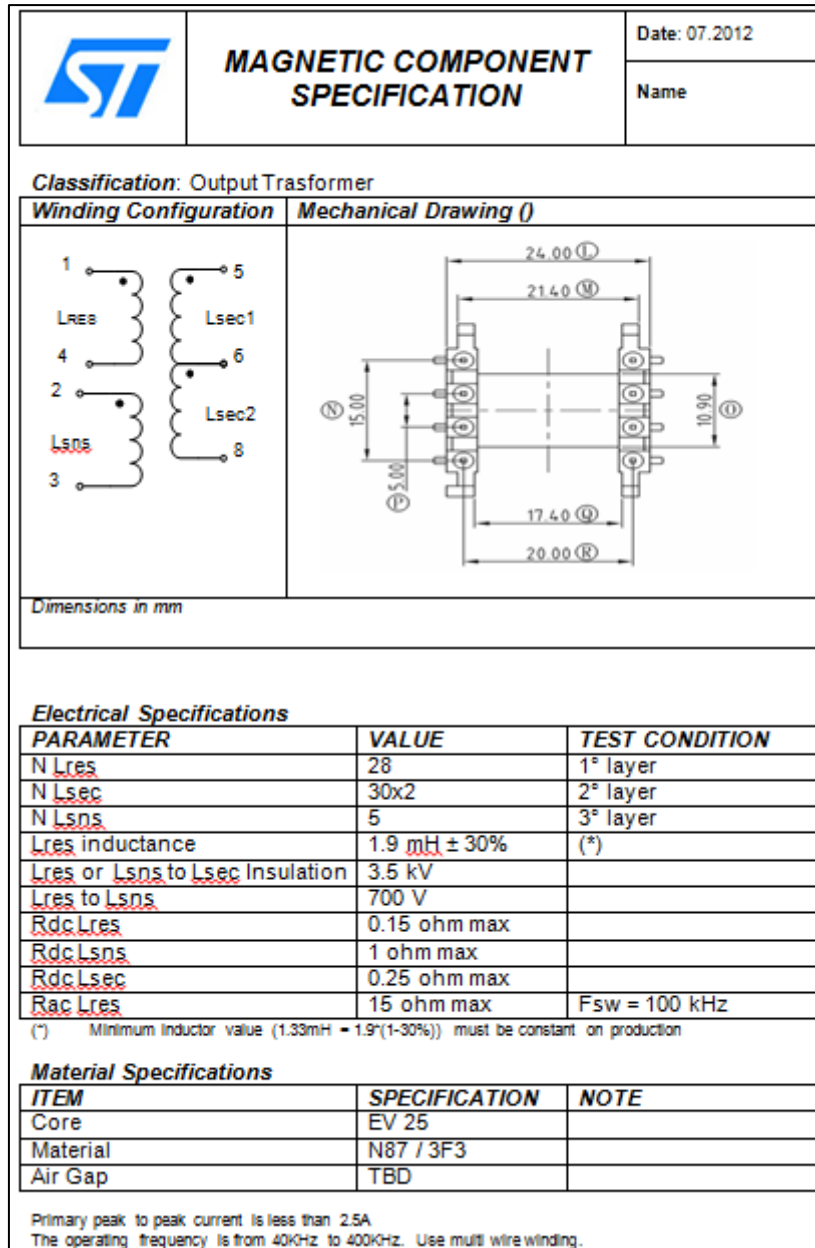 ST
MAGNETIC COMPONENT
SPECIFICATION
Date: 07.2012
Name
Classification: Output Trasformer
Winding Configuration
Mechanical Drawing ()
1
LRES
4
2
Lsns
3
5
Lsec1
6
Lsec2
8
24.00 L
21.40 M
N 15.00
P 5.00
10.90 O
17.40 Q
20.00 R
Dimensions in mm
Electrical Specifications
PARAMETER VALUE TEST CONDITION
N Lres 28 1° layer
N Lsec 30x2 2° layer
N Lsns 5 3° layer
Lres inductance 1.9 mH ± 30% (*)
Lres or Lsns to Lsec Insulation 3.5 kV
Lres to Lsns 700 V
Rdc Lres 0.15 ohm max
Rdc Lsns 1 ohm max
Rdc Lsec 0.25 ohm max
Rac Lres 15 ohm max Fsw = 100 kHz
(*) Minimum inductor value (1.33mH = 1.9*(1-30%)) must be constant on production
Material Specifications
ITEM SPECIFICATION NOTE
Core EV 25
Material N87 / 3F3
Air Gap TBD
Primary peak to peak current is less than 2.5A
The operating frequency is from 40KHz to 400KHz. Use multi wire winding.